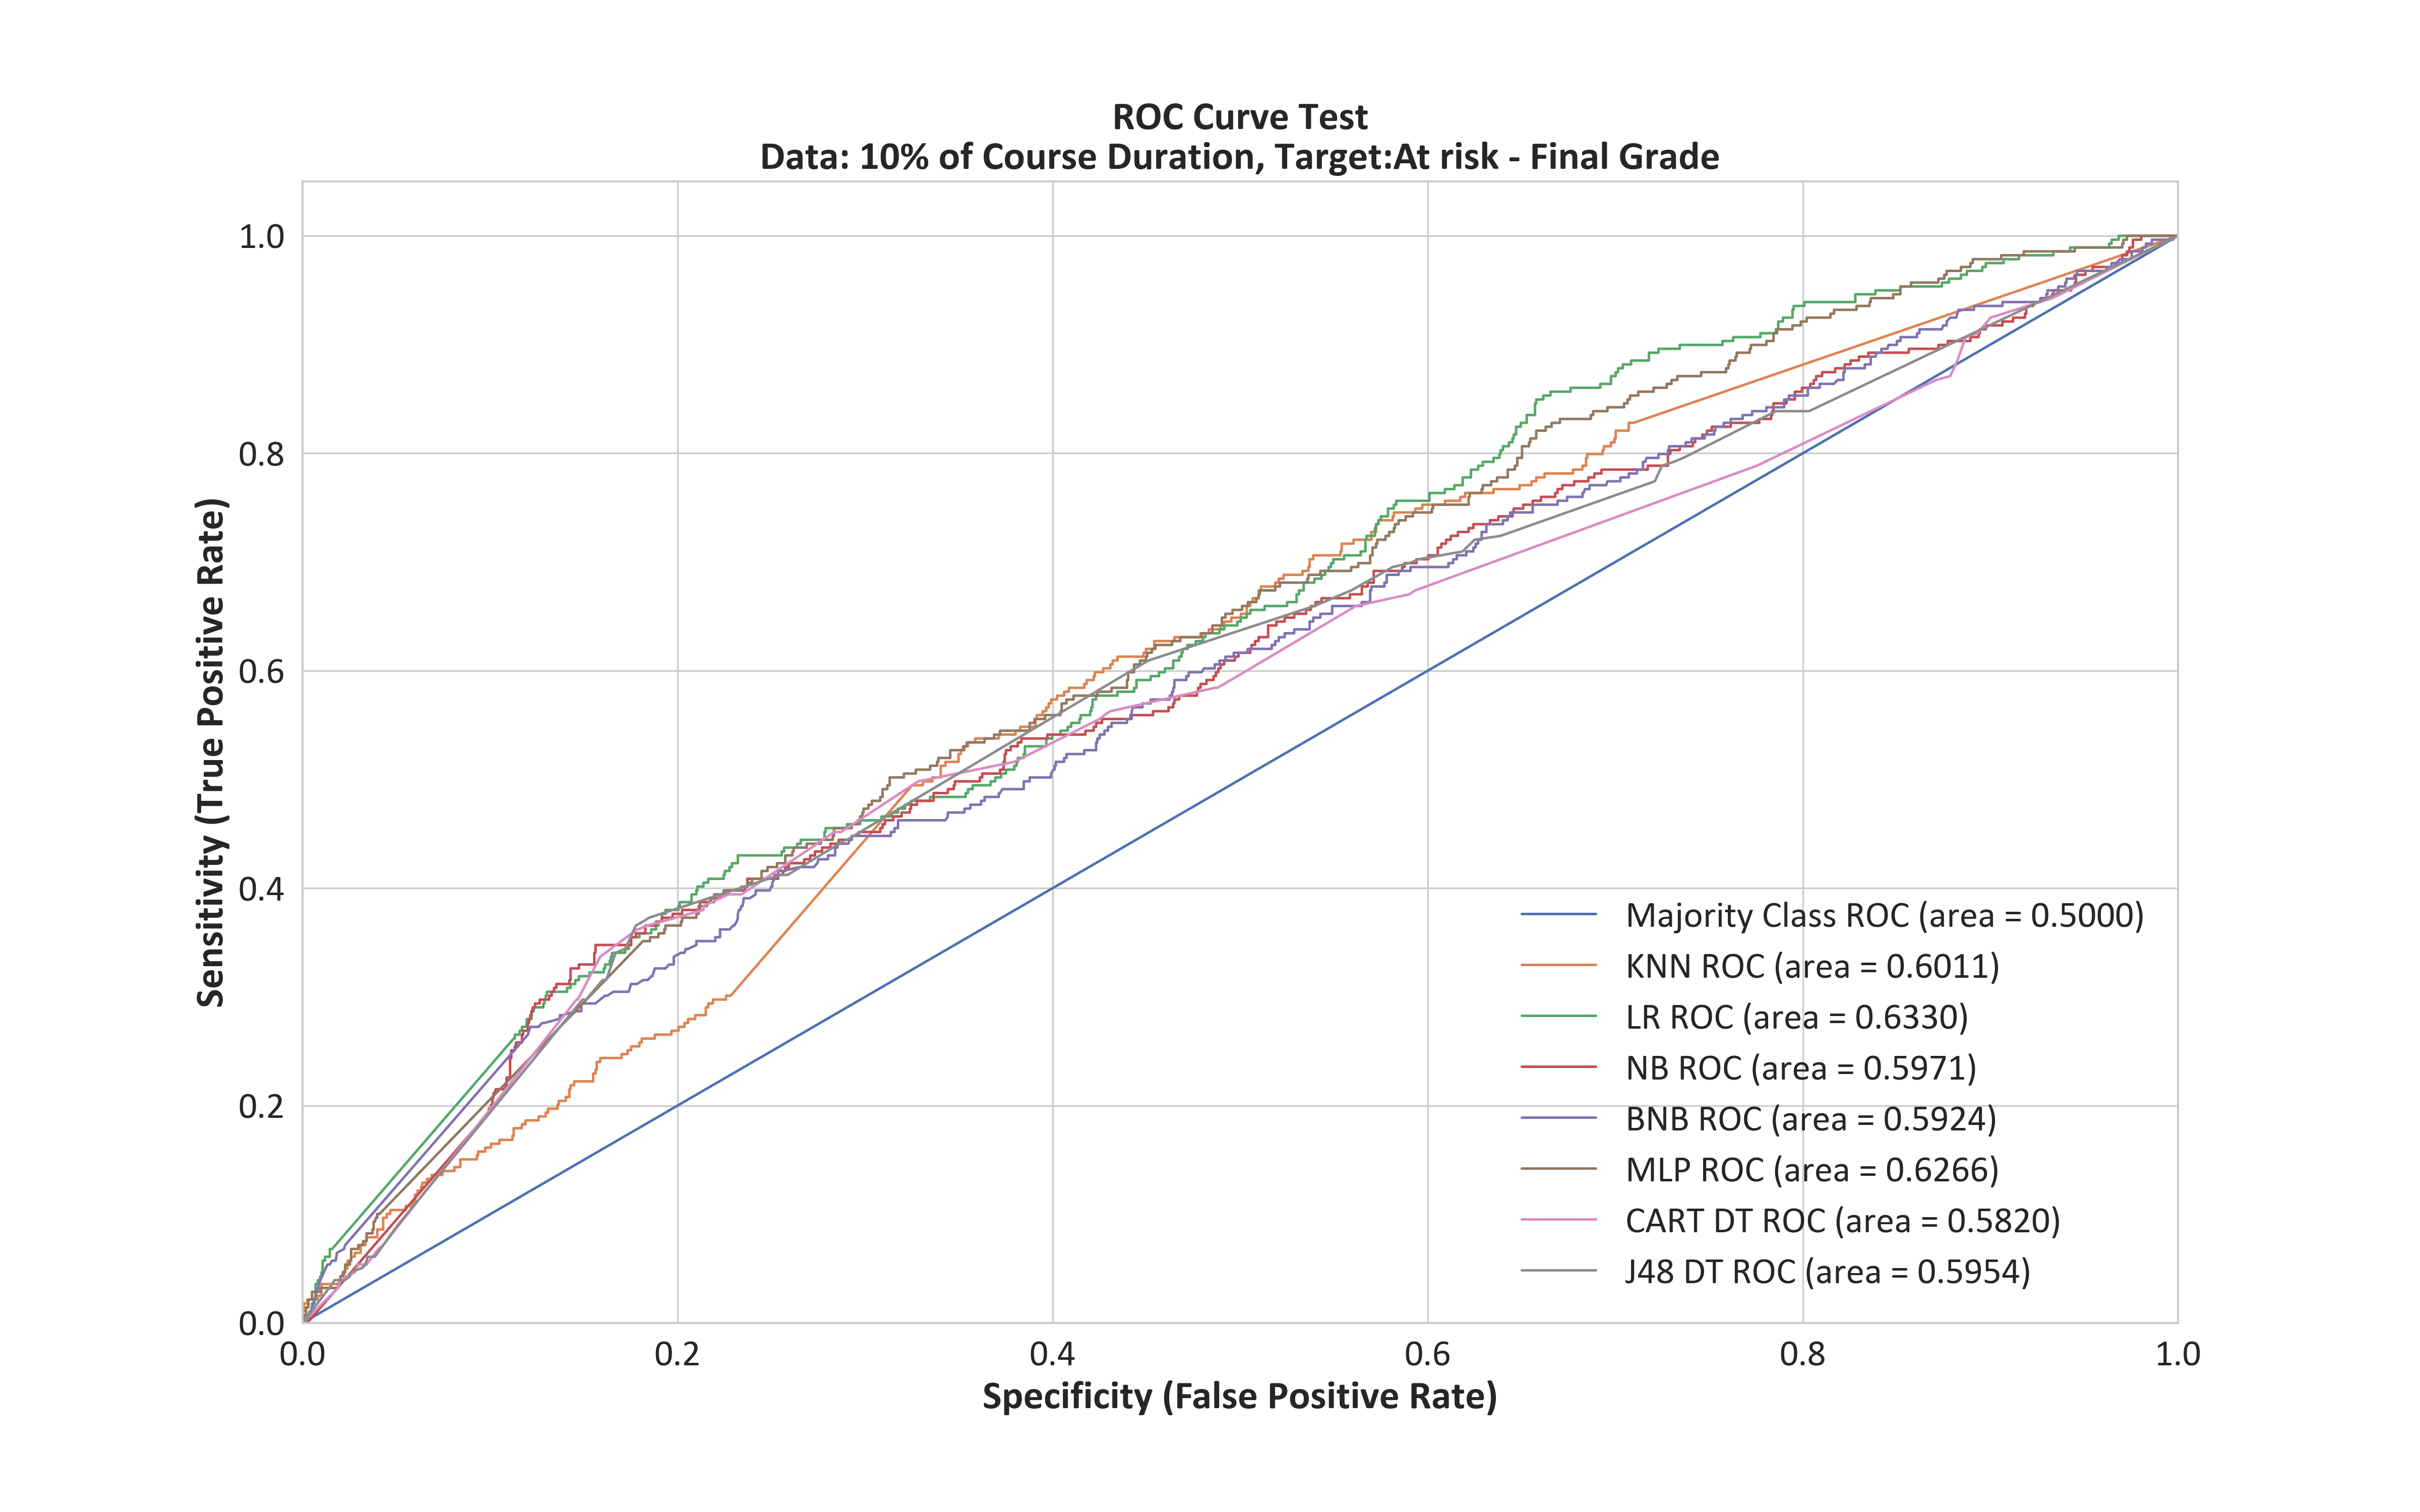 ROC Curve Test
Data: 10% of Course Duration, Target:At risk - Final Grade
Sensitivity (True Positive Rate)
1.0
0.8
0.6
0.4
0.2
0.0
0.0 0.2 0.4 0.6 0.8 1.0
Specificity (False Positive Rate)
Majority Class ROC (area = 0.5000)
KNN ROC (area = 0.6011)
LR ROC (area = 0.6330)
NB ROC (area = 0.5971)
BNB ROC (area = 0.5924)
MLP ROC (area = 0.6266)
CART DT ROC (area = 0.5820)
J48 DT ROC (area = 0.5954)